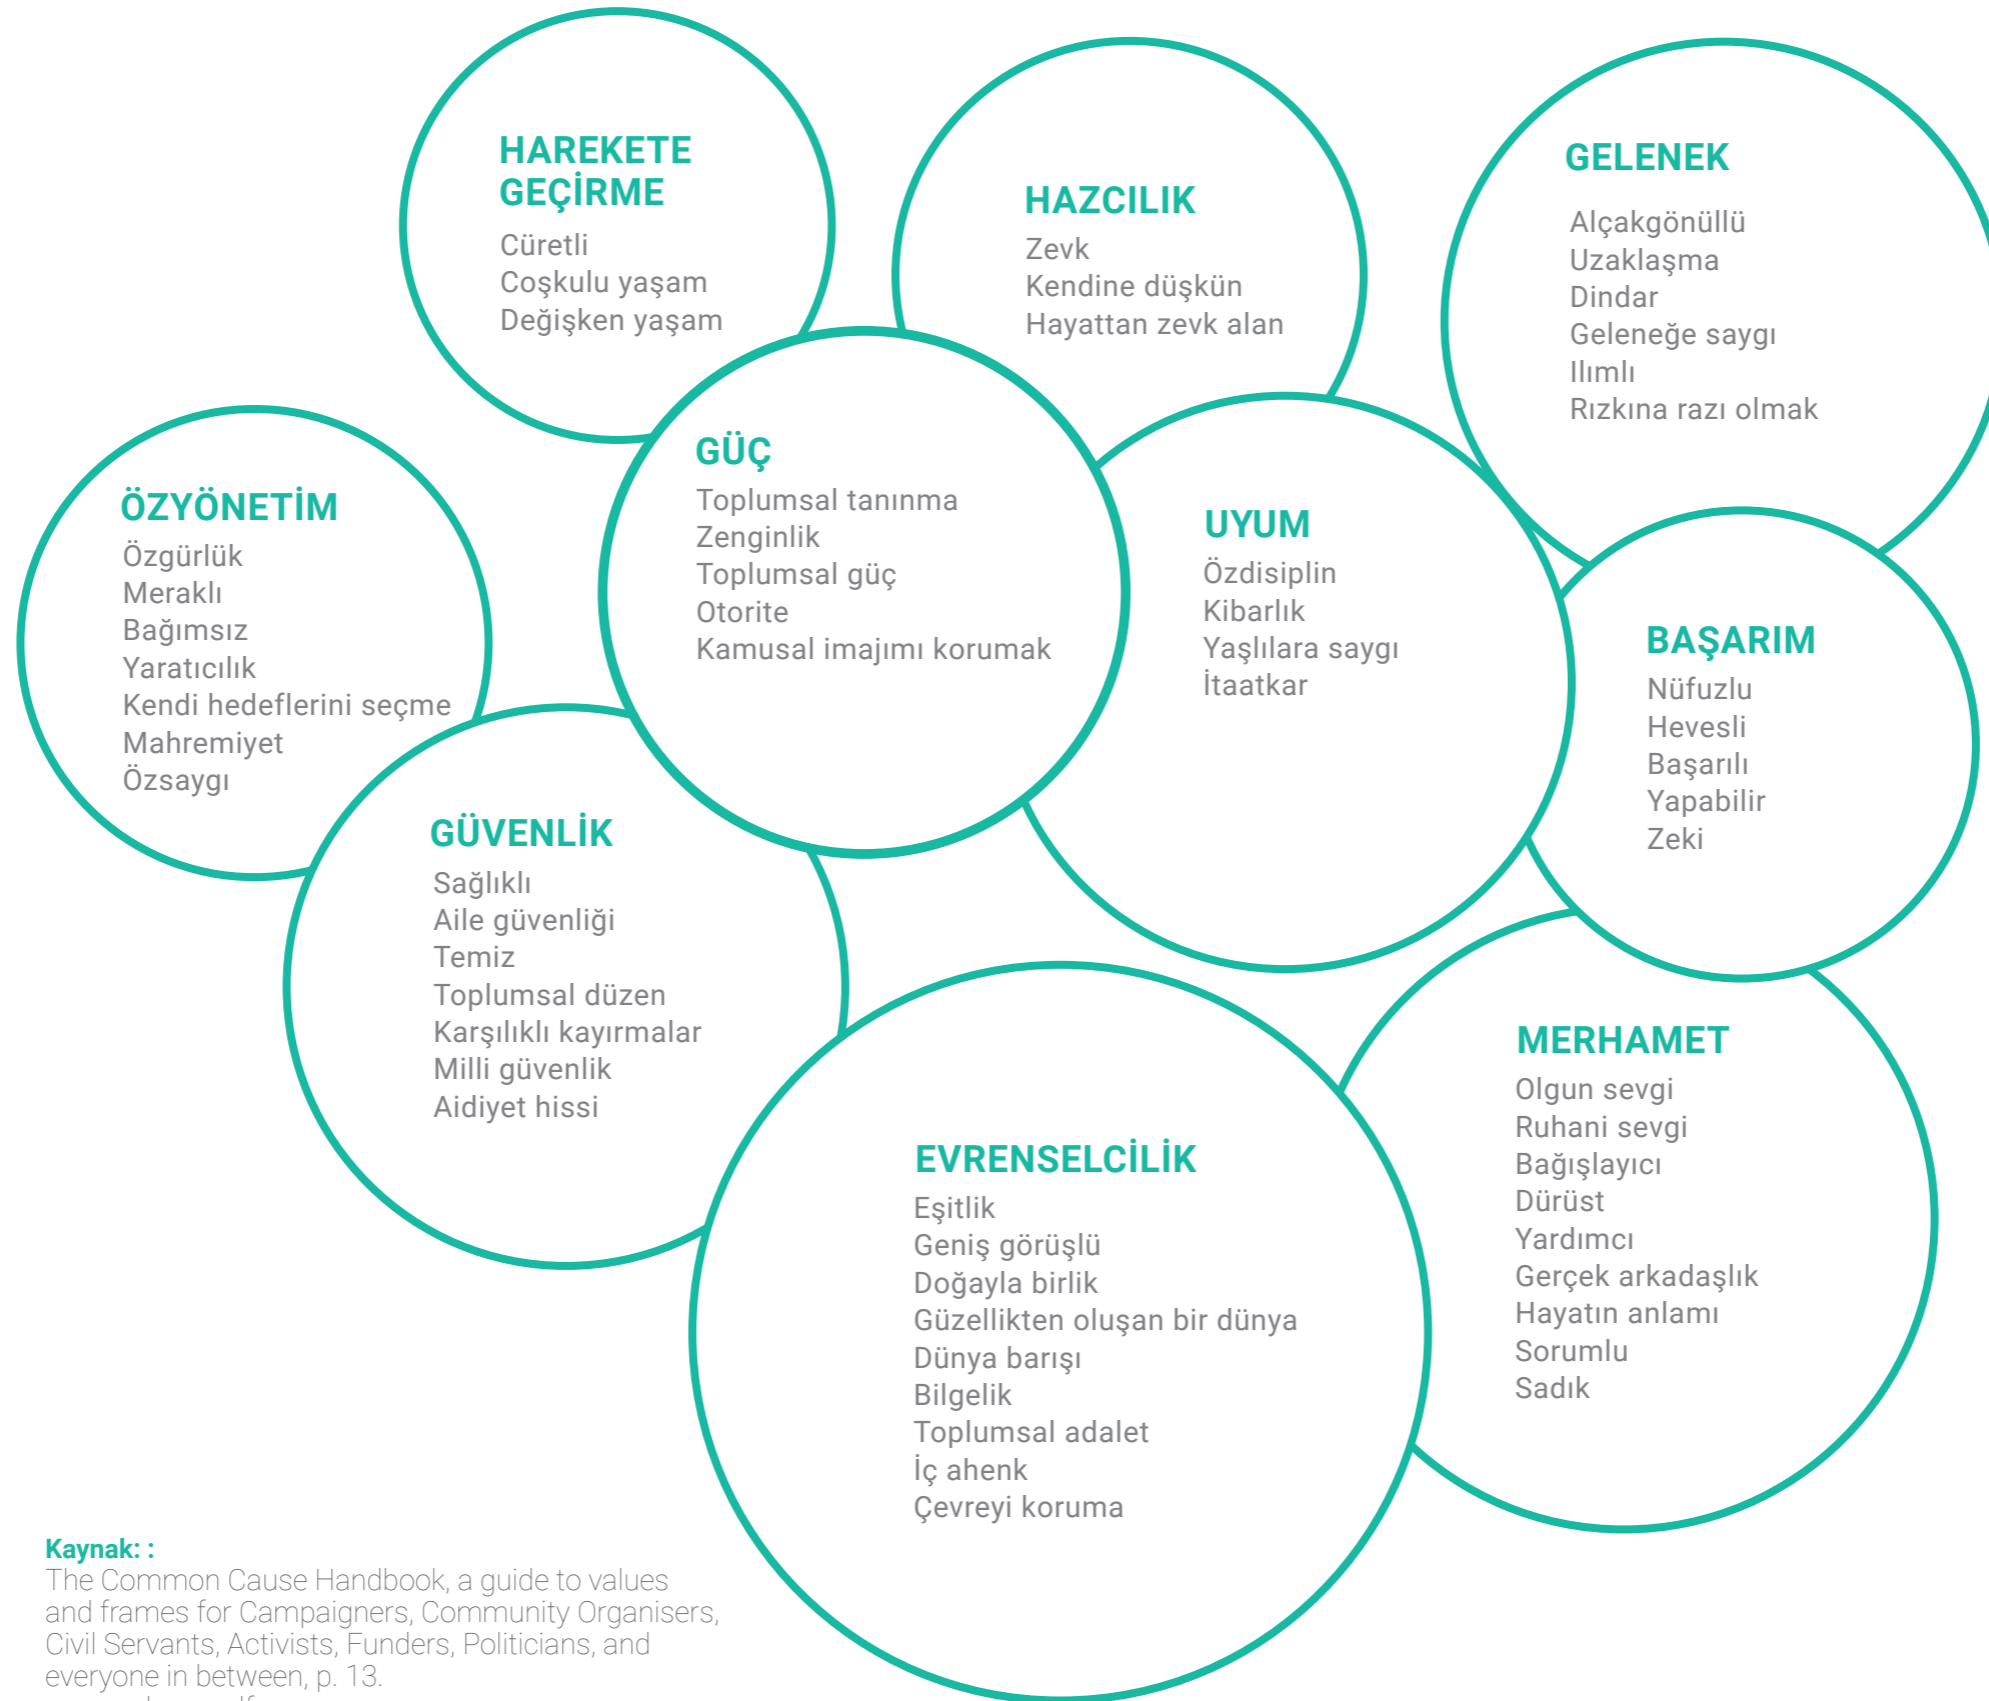 HAREKETE
GEÇİRME
Cüretli
Coşkulu yaşam
Değişken yaşam
HAZCILIK
Zevk
Kendine düşkün
Hayattan zevk alan
GELENEK
Alçakgönüllü
Uzaklaşma
Dindar
Geleneğe saygı
Ilımlı
Rızkına razı olmak
ÖZYÖNETİM
Özgürlük
Meraklı
Bağımsız
Yaratıcılık
Kendi hedeflerini seçme
Mahremiyet
Özsaygı
GÜÇ
Toplumsal tanınma
Zenginlik
Toplumsal güç
Otorite
Kamusal imajımı korumak
UYUM
Özdisiplin
Kibarlık
Yaşlılara saygı
İtaatkar
BAŞARIM
Nüfuzlu
Hevesli
Başarılı
Yapabilir
Zeki
GÜVENLİK
Sağlıklı
Aile güvenliği
Temiz
Toplumsal düzen
Karşılıklı kayırmalar
Milli güvenlik
Aidiyet hissi
EVRENSELCİLİK
Eşitlik
Geniş görüşlü
Doğayla birlik
Güzellikten oluşan bir dünya
Dünya barışı
Bilgelik
Toplumsal adalet
İç ahenk
Çevreyi koruma
MERHAMET
Olgun sevgi
Ruhani sevgi
Bağışlayıcı
Dürüst
Yardımcı
Gerçek arkadaşlık
Hayatın anlamı
Sorumlu
Sadık
Kaynak: :
The Common Cause Handbook, a guide to values
and frames for Campaigners, Community Organisers,
Civil Servants, Activists, Funders, Politicians, and
everyone in between, p. 13.